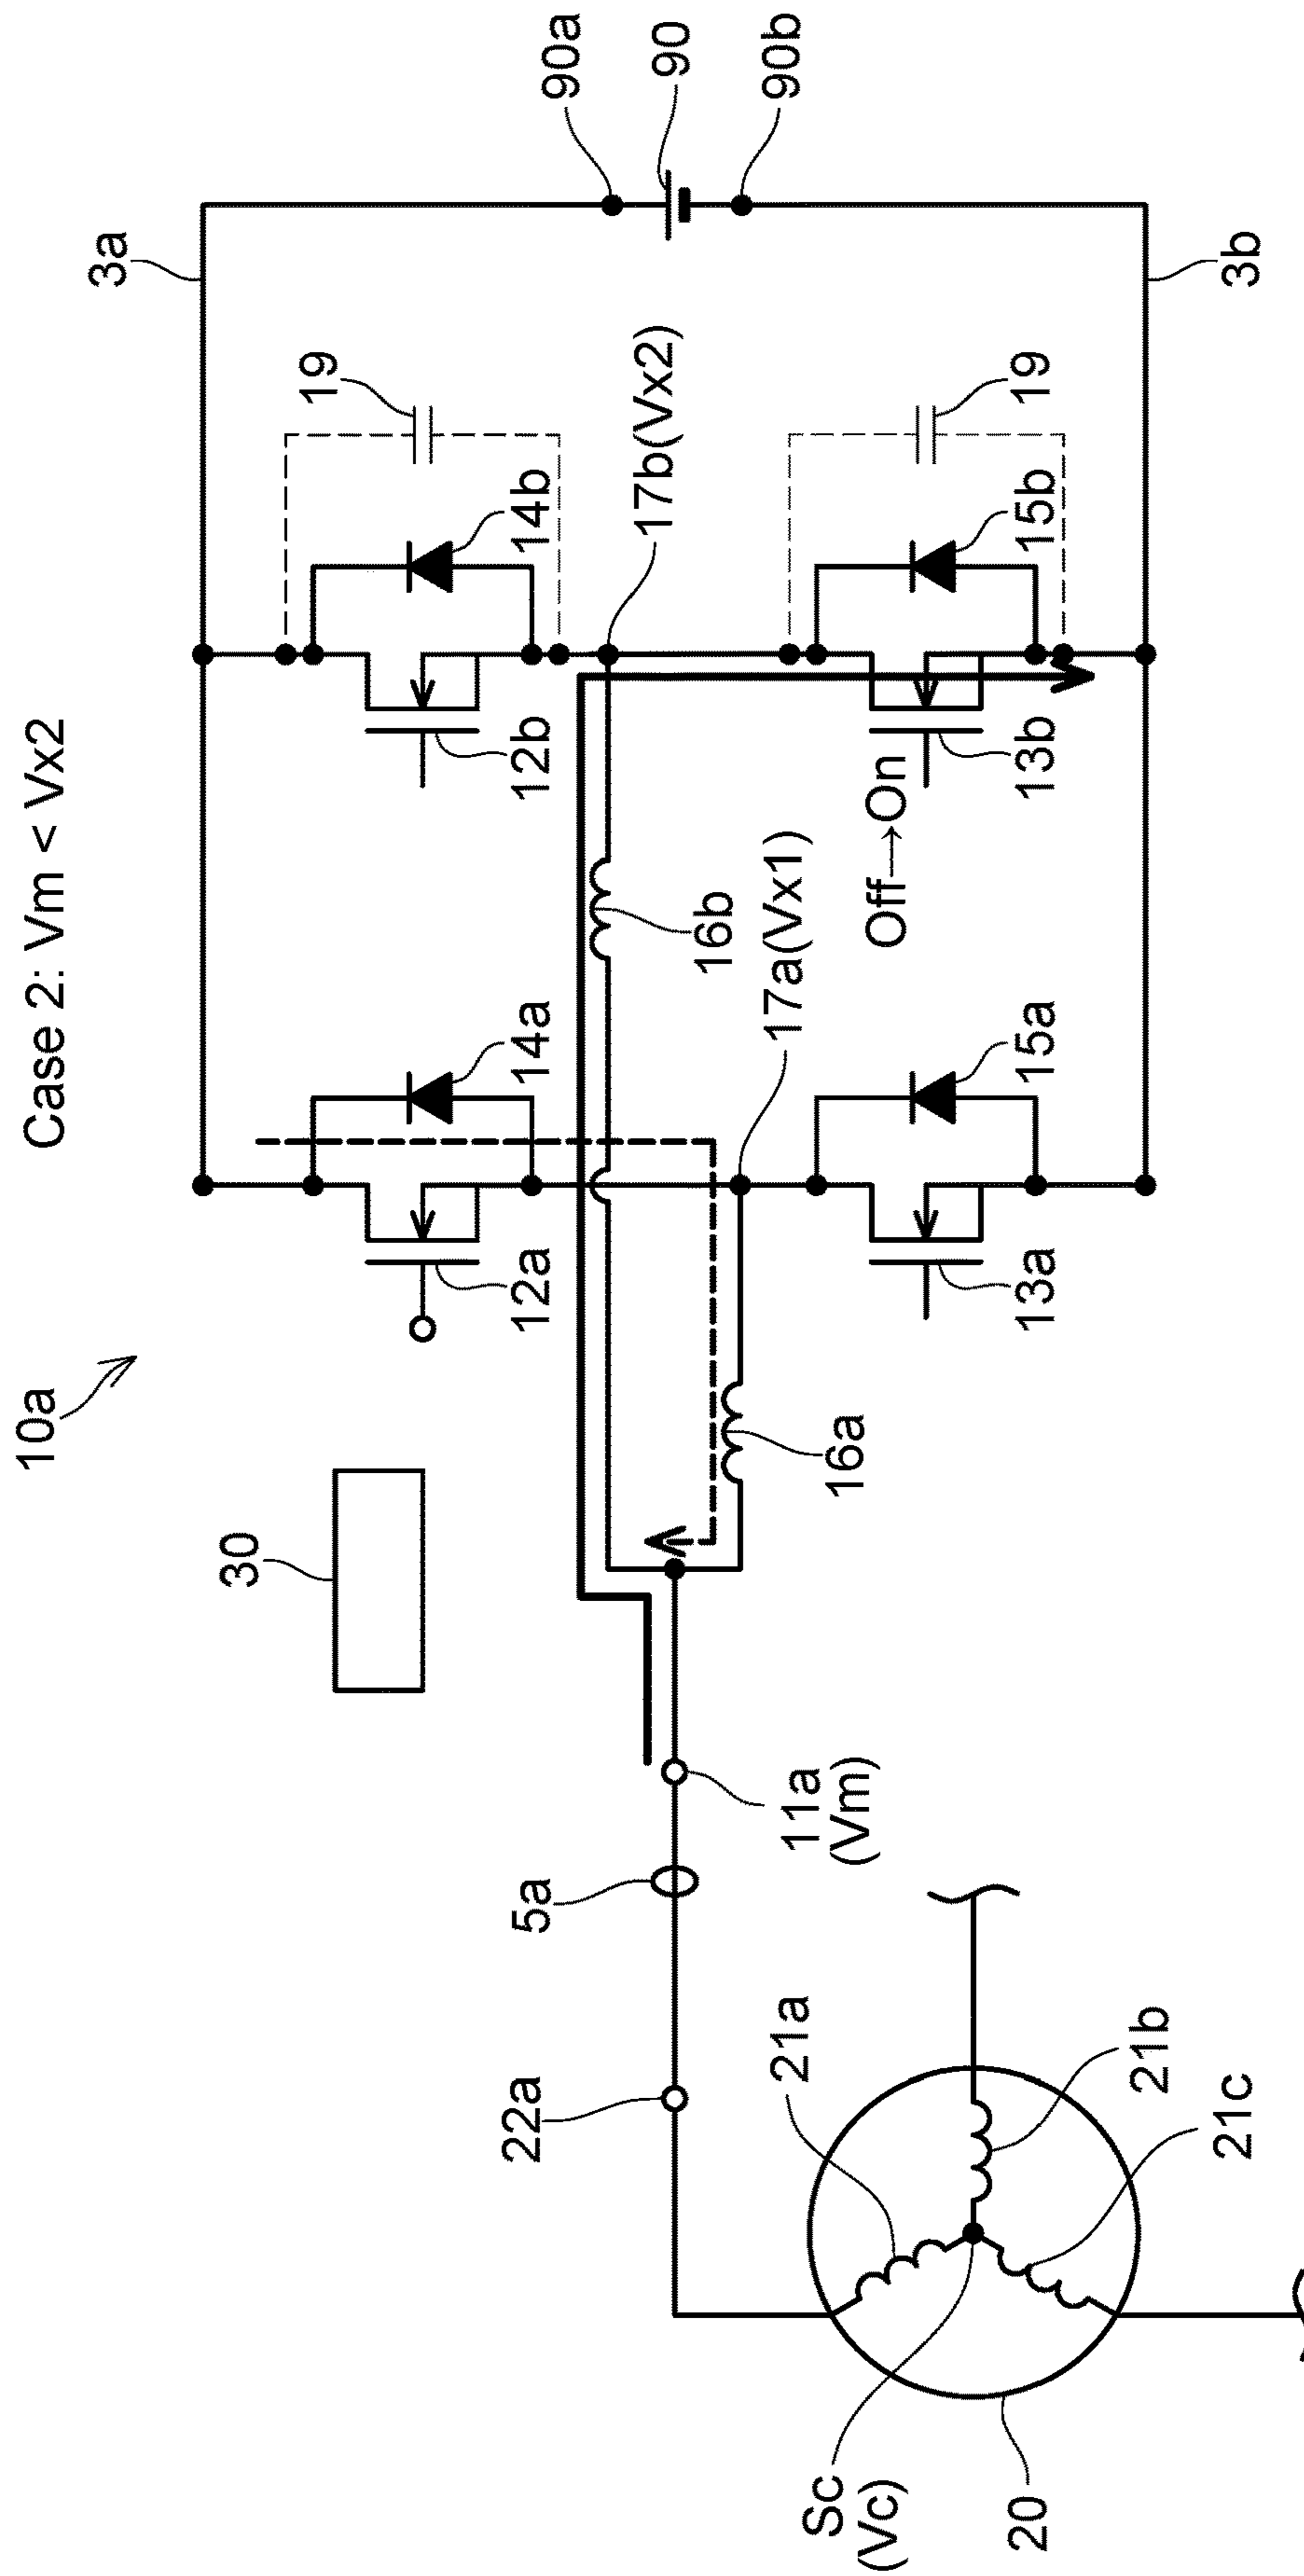 Case 2: Vm < Vx2
10a
3a
90a
90
90b
3b
19
14b
12b
17b(Vx2)
19
15b
13b
Off→On
16b
14a
12a
17a(Vx1)
15a
13a
16a
30
11a
(Vm)
5a
22a
21a
21b
21c
Sc
(Vc)
20